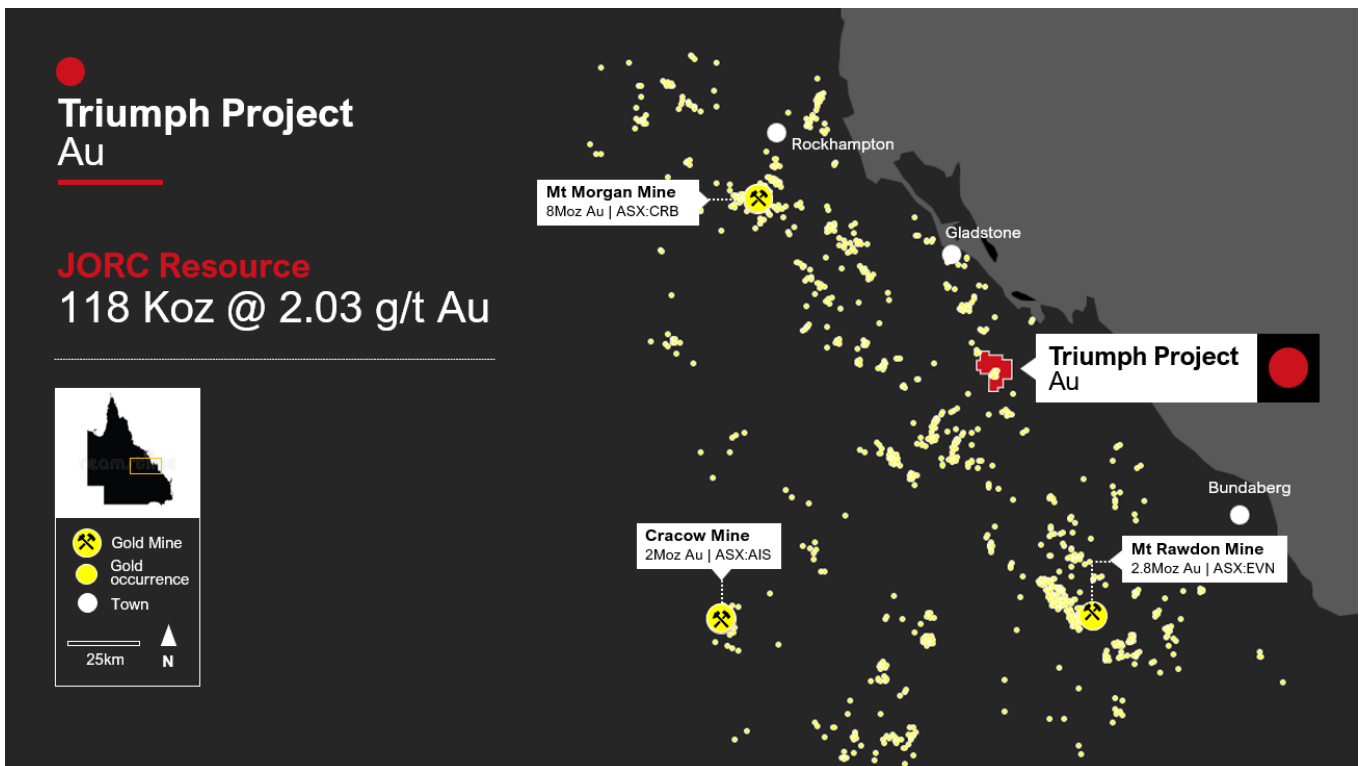 Triumph Project
Au
JORC Resource
118 Koz @ 2.03 g/t Au
Gold Mine
Gold
occurrence
Town
25km
N
Rockhampton
Mt Morgan Mine
8Moz Au | ASX:CRB
Gladstone
Triumph Project
Au
Bundaberg
Cracow Mine
2Moz Au | ASX:AIS
Mt Rawdon Mine
2.8Moz Au | ASX:EVN